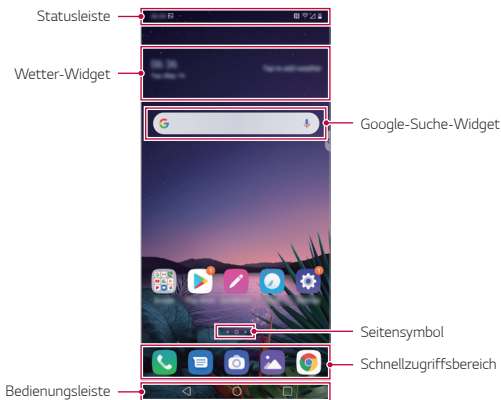 Statusleiste
Wetter-Widget
Google-Suche-Widget
Seitensymbol
Schnellzugriffsbereich
Bedienungsleiste